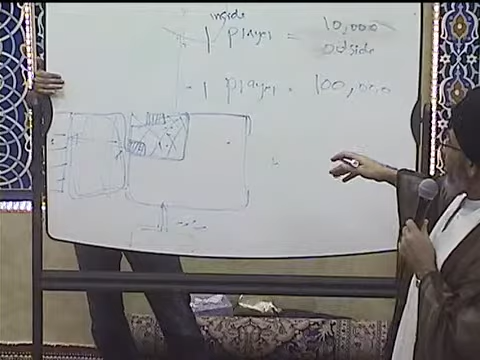 inside
1 player = 10,000
outside
1 player = 100,000